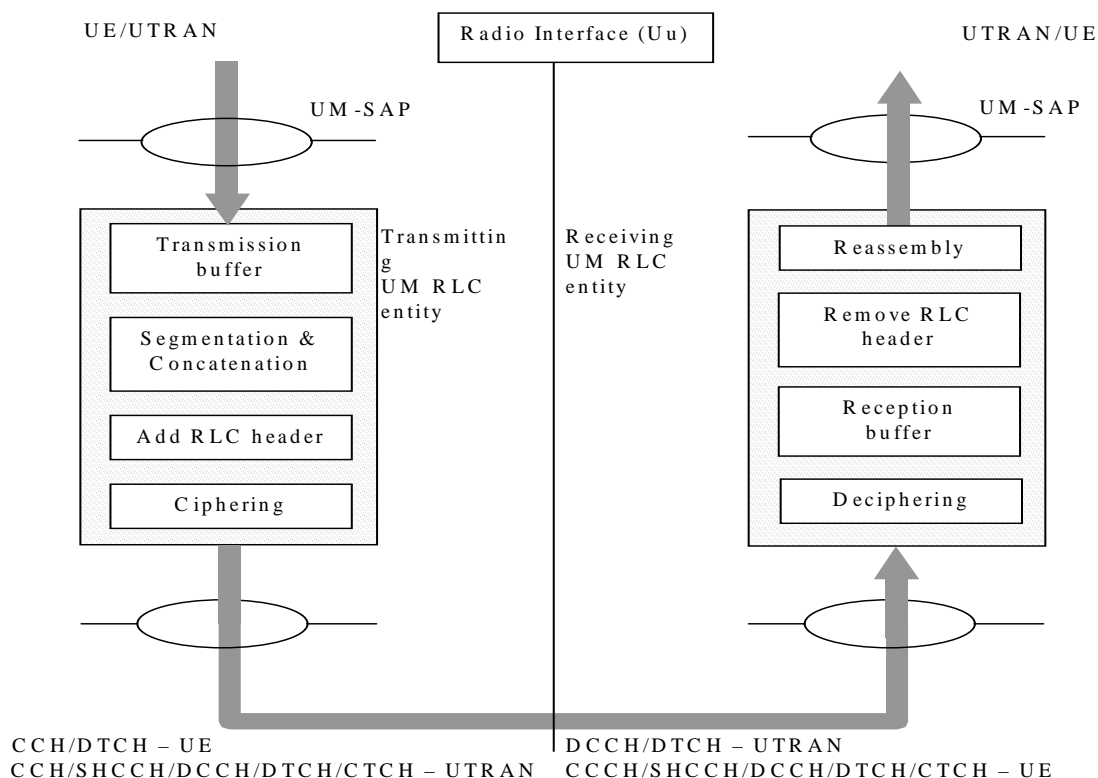 UE/UTRAN
Radio Interface (Uu)
UTRAN/UE
UM-SAP
UM-SAP
Transmission
buffer
Segmentation &
Concatenation
Add RLC header
Ciphering
Transmittin
g
UM RLC
entity
Receiving
UM RLC
entity
Reassembly
Remove RLC
header
Reception
buffer
Deciphering
CCH/DTCH – UE
CCH/SHCCH/DCCH/DTCH/CTCH – UTRAN
DCCH/DTCH – UTRAN
CCCH/SHCCH/DCCH/DTCH/CTCH – UE